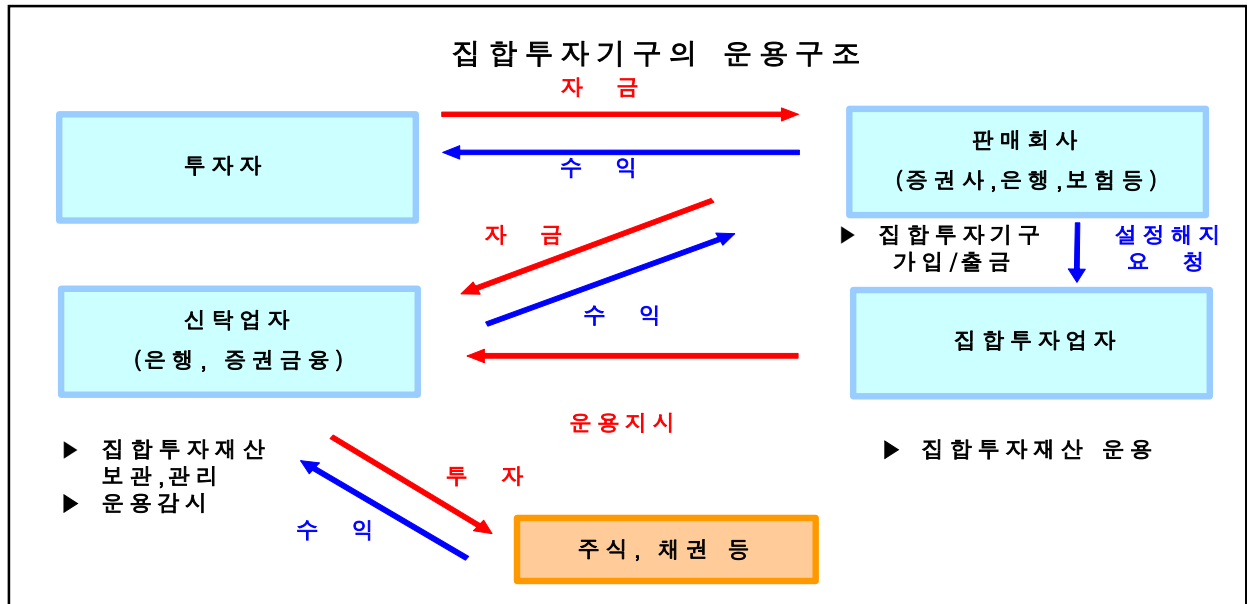 집합투자기구의 운용구조
자 금
투자자
수 익
판매회사
(증권사,은행,보험등)
자 금
▶ 집합투자기구
가입/출금
설정해지
요 청
신탁업자
(은행, 증권금융)
수 익
집합투자업자
운용지시
▶ 집합투자재산
보관,관리
▶ 운용감시
▶ 집합투자재산 운용
투 자
수 익
주식, 채권 등